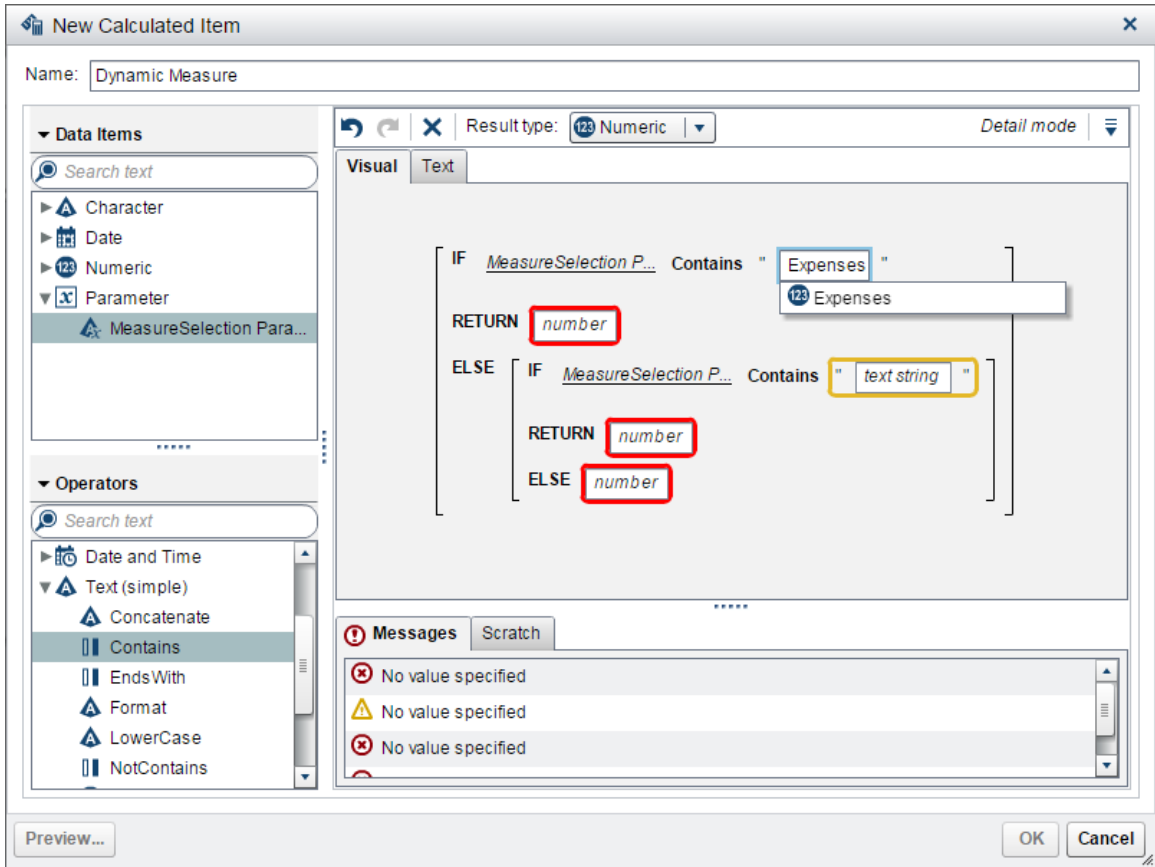 New Calculated Item
Name: Dynamic Measure
Data Items
Search text
Character
Date
Numeric
Parameter
MeasureSelection Para...
Operators
Search text
Date and Time
Text (simple)
Concatenate
Contains
EndsWith
Format
LowerCase
NotContains
Result type: 123 Numeric
Detail mode
Visual Text
IF MeasureSelection P... Contains " Expenses "
123 Expenses
RETURN number
ELSE IF MeasureSelection P... Contains " text string "
RETURN number
ELSE number
Messages Scratch
No value specified
No value specified
No value specified
Preview...
OK Cancel